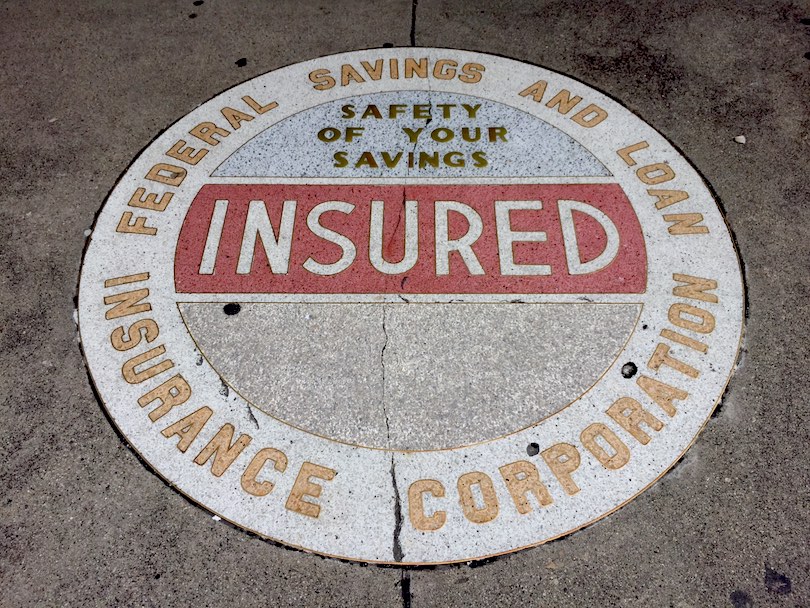 FEDERAL SAVINGS AND LOAN
INSURANCE CORPORATION
SAFETY
OF YOUR
SAVINGS
INSURED